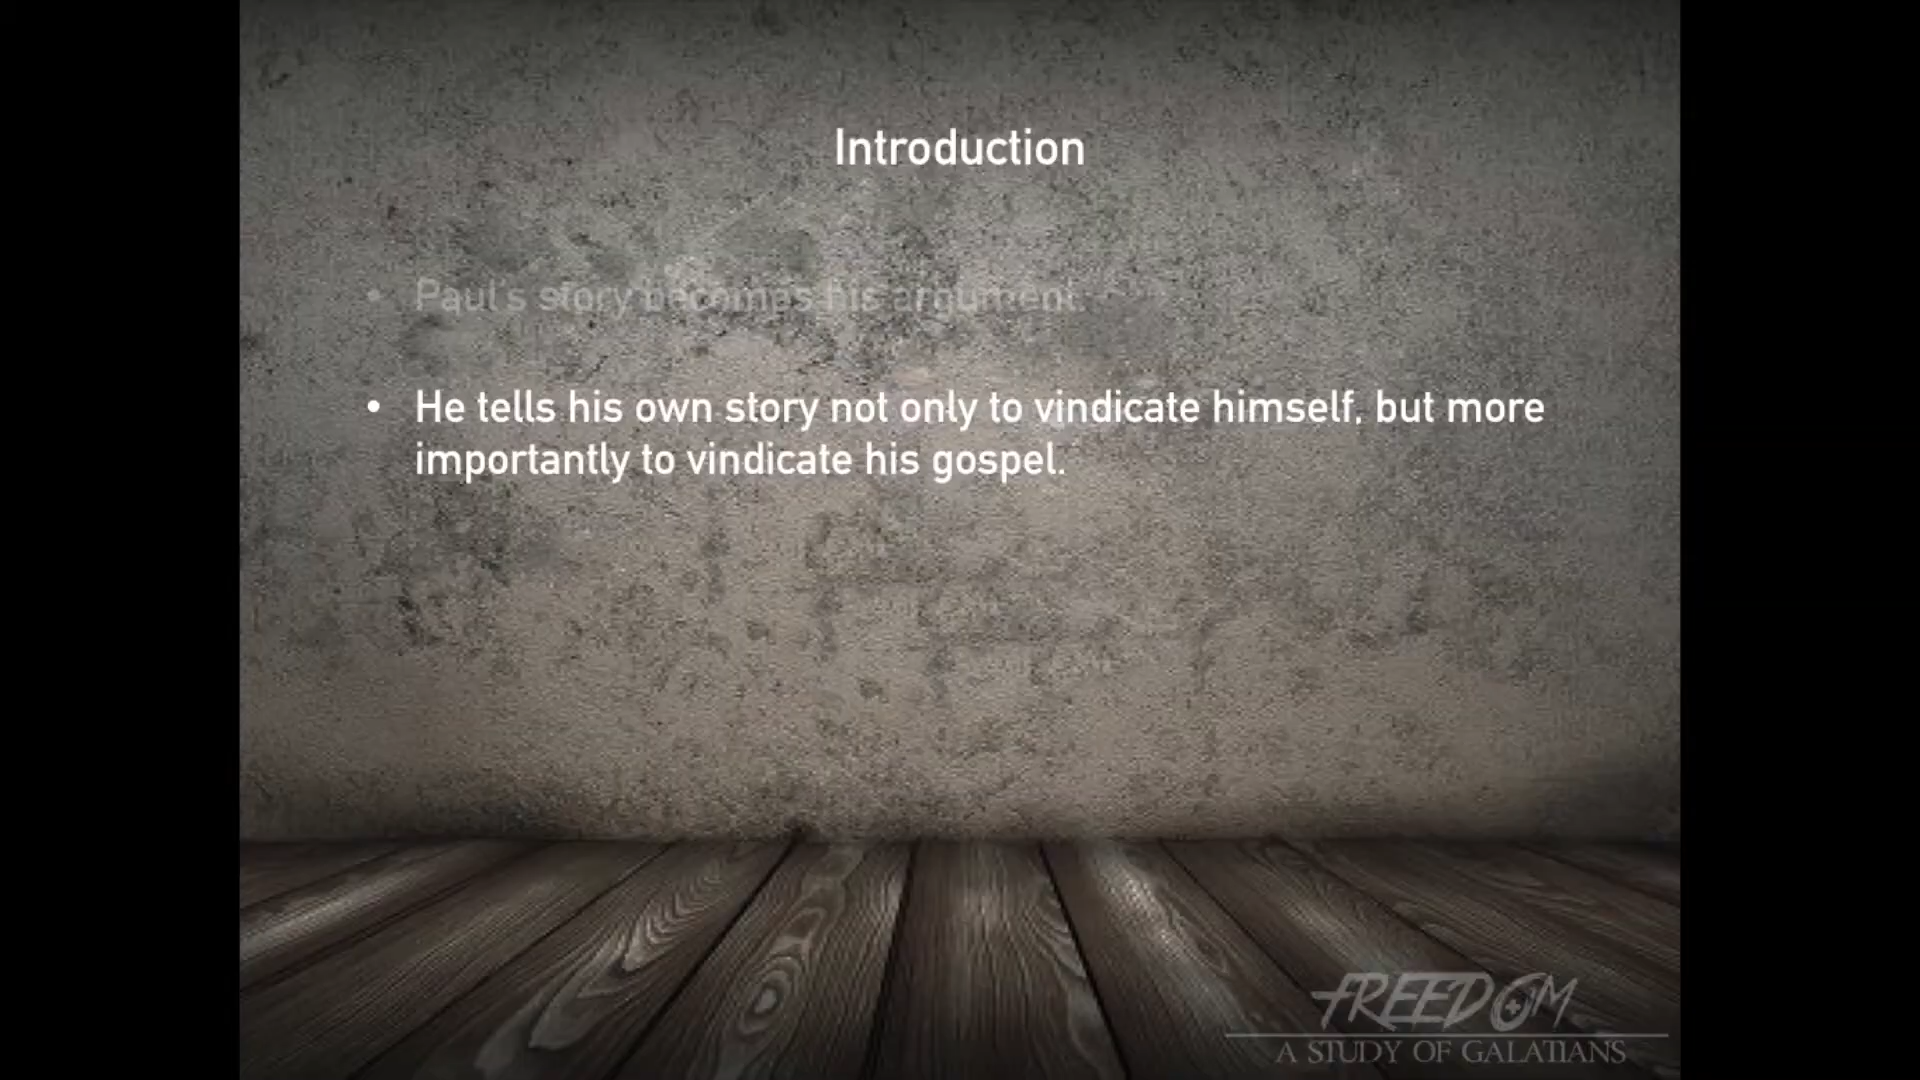 Introduction
• Paul's story becomes his argument.
• He tells his own story not only to vindicate himself, but more
importantly to vindicate his gospel.
FREEDOM
A STUDY OF GALATIANS